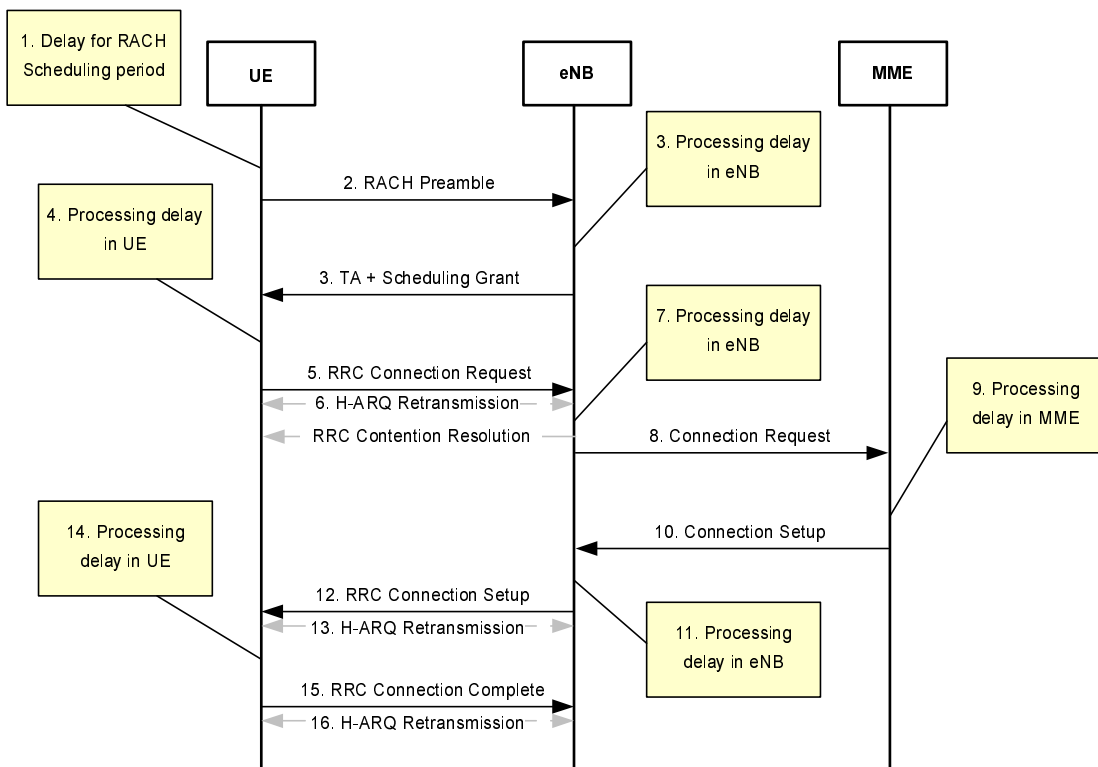 1. Delay for RACH
Scheduling period
UE
eNB
MME
3. Processing delay
in eNB
2. RACH Preamble
4. Processing delay
in UE
3. TA + Scheduling Grant
7. Processing delay
in eNB
5. RRC Connection Request
6. H-ARQ Retransmission
9. Processing
delay in MME
RRC Contention Resolution
8. Connection Request
14. Processing
delay in UE
10. Connection Setup
12. RRC Connection Setup
13. H-ARQ Retransmission
11. Processing
delay in eNB
15. RRC Connection Complete
16. H-ARQ Retransmission